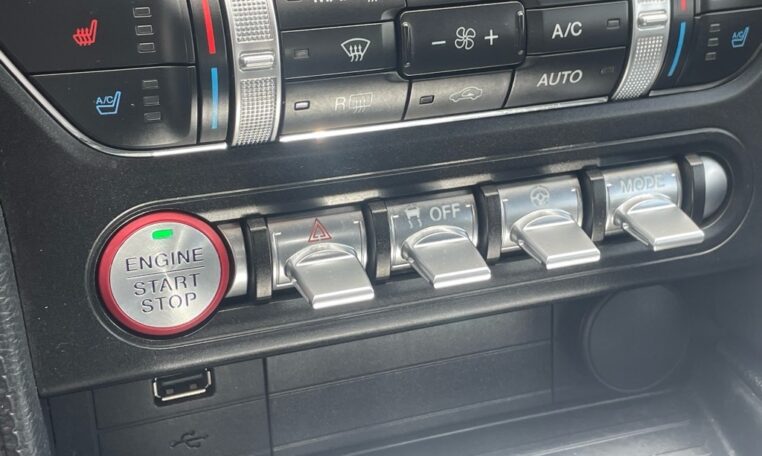 A/C
R
A/C
AUTO
A/C
ENGINE
START
STOP
OFF
MODE